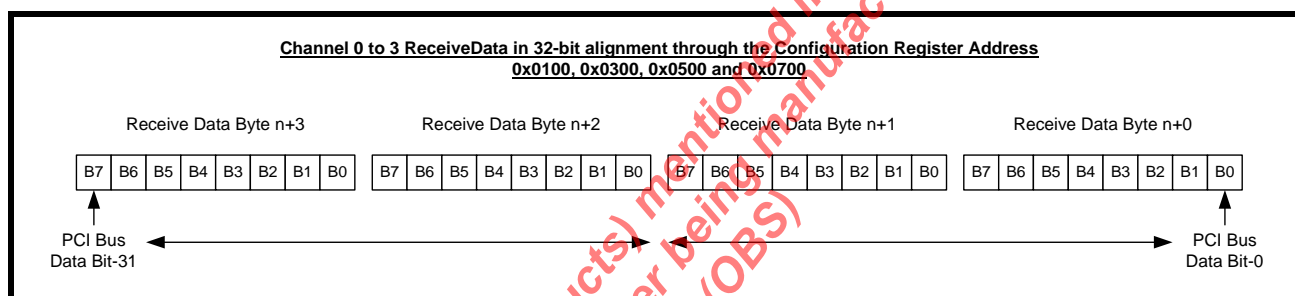 Channel 0 to 3 ReceiveData in 32-bit alignment through the Configuration Register Address
0x0100, 0x0300, 0x0500 and 0x0700
Receive Data Byte n+3 Receive Data Byte n+2 Receive Data Byte n+1 Receive Data Byte n+0
B7 B6 B5 B4 B3 B2 B1 B0 B7 B6 B5 B4 B3 B2 B1 B0 B7 B6 B5 B4 B3 B2 B1 B0 B7 B6 B5 B4 B3 B2 B1 B0
PCI Bus
Data Bit-31
PCI Bus
Data Bit-0
mentioned
being
(OBS)